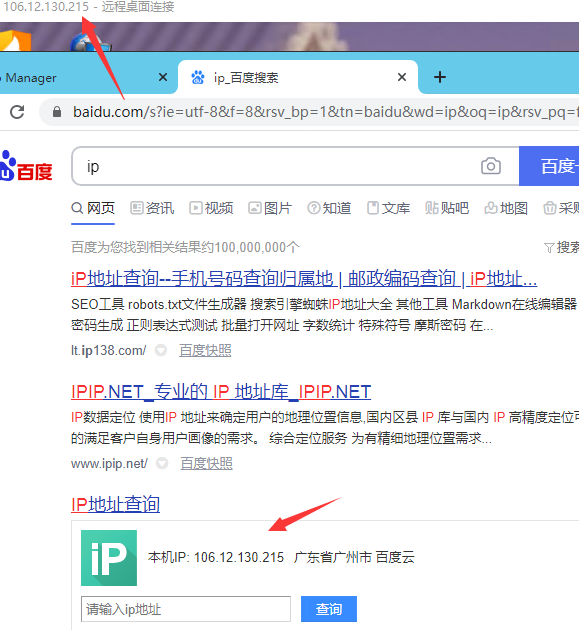 106.12.130.215 - 远程桌面连接
Manager
ip_百度搜索
baidu.com/s?ie=utf-8&f=8&rsv_bp=1&tn=baidu&wd=ip&oq=ip&rsv_pq=f
百度
ip
百度一
网页 资讯 视频 图片 知道 文库 贴吧 地图 采购
百度为您找到相关结果约100,000,000个 搜索
iP地址查询--手机号码查询归属地 | 邮政编码查询 | iP地址...
SEO工具 robots.txt文件生成器 搜索引擎蜘蛛IP地址大全 其他工具 Markdown在线编辑器
密码生成 正则表达式测试 批量打开网址 字数统计 特殊符号 摩斯密码 在...
lt.ip138.com/ 百度快照
IPIP.NET_专业的 IP 地址库_IPIP.NET
IP数据定位 使用IP 地址来确定用户的地理位置信息,国内区县 IP 库与国内 IP 高精度定位可
的满足客户自身用户画像的需求。 综合定位服务 为有精细地理位置需求...
www.ipip.net/ 百度快照
IP地址查询
iP
本机IP: 106.12.130.215 广东省广州市 百度云
请输入ip地址 查询